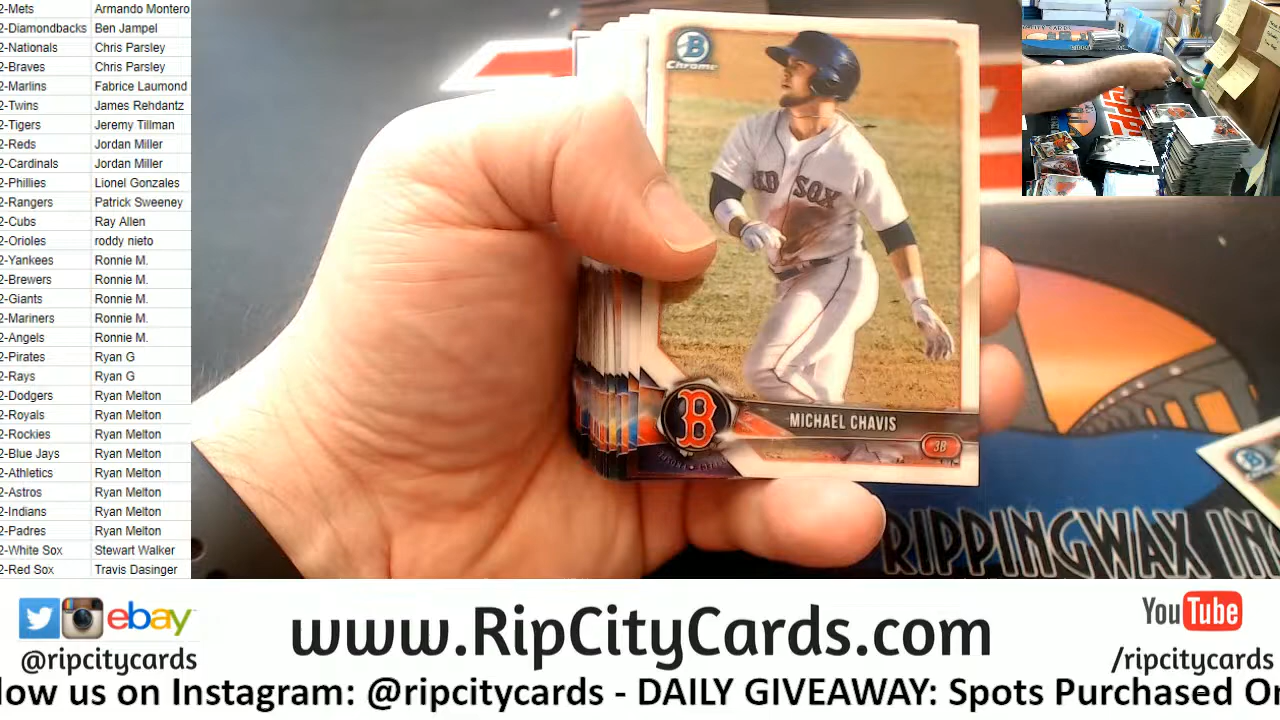 2-Mets Armando Montero
2-Diamondbacks Ben Jampel
2-Nationals Chris Parsley
2-Braves Chris Parsley
2-Marlins Fabrice Laumond
2-Twins James Rehdantz
2-Tigers Jeremy Tillman
2-Reds Jordan Miller
2-Cardinals Jordan Miller
2-Phillies Lionel Gonzales
2-Rangers Patrick Sweeney
2-Cubs Ray Allen
2-Orioles roddy nieto
2-Yankees Ronnie M.
2-Brewers Ronnie M.
2-Giants Ronnie M.
2-Mariners Ronnie M.
2-Angels Ronnie M.
2-Pirates Ryan G
2-Rays Ryan G
2-Dodgers Ryan Melton
2-Royals Ryan Melton
2-Rockies Ryan Melton
2-Blue Jays Ryan Melton
2-Athletics Ryan Melton
2-Astros Ryan Melton
2-Indians Ryan Melton
2-Padres Ryan Melton
2-White Sox Stewart Walker
2-Red Sox Travis Dasinger
B
Chrome
RED SOX
B
MICHAEL CHAVIS
3B
RIPPINGWAX IN
ebay
@ripcitycards
www.RipCityCards.com
YouTube
/ripcitycards
low us on Instagram: @ripcitycards - DAILY GIVEAWAY: Spots Purchased On